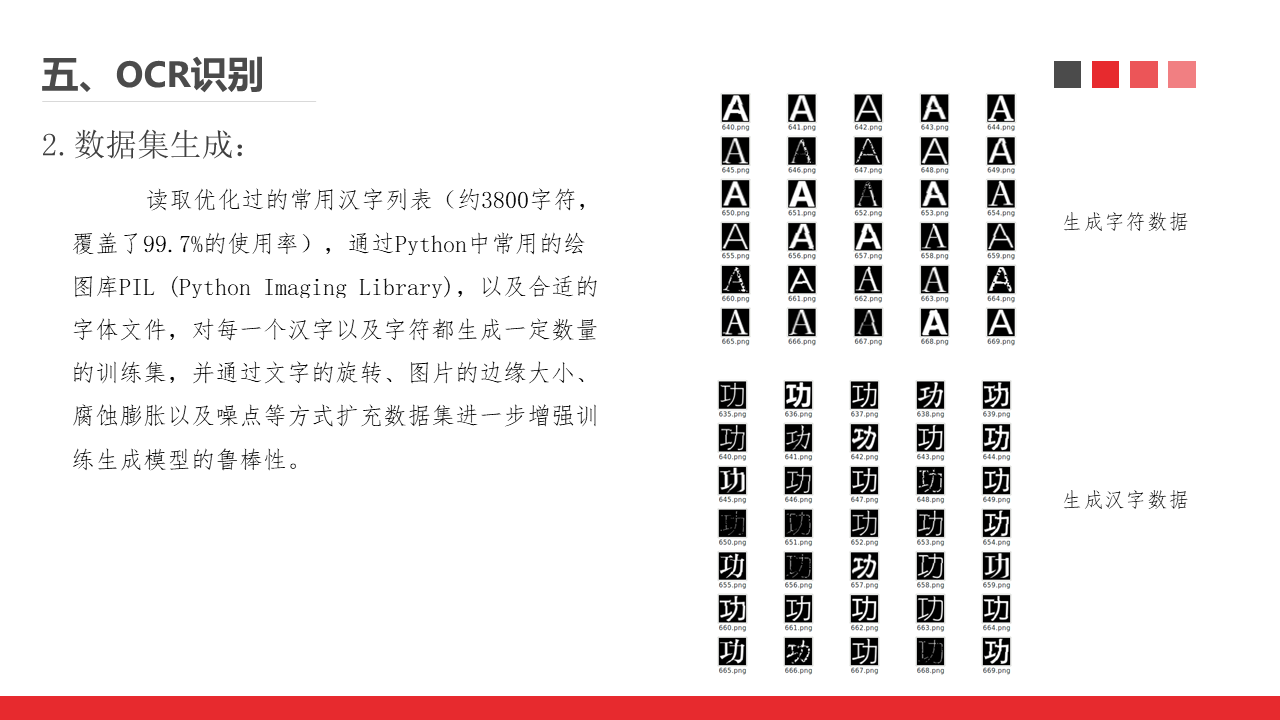 五、OCR识别
2. 数据集生成：
读取优化过的常用汉字列表（约3800字符，
覆盖了99.7%的使用率），通过Python中常用的绘
图库PIL (Python Imaging Library)，以及合适的
字体文件，对每一个汉字以及字符都生成一定数量
的训练集，并通过文字的旋转、图片的边缘大小、
腐蚀膨胀以及噪点等方式扩充数据集进一步增强训
练生成模型的鲁棒性。
A A A A A
640.png 641.png 642.png 643.png 644.png
A A A A A
645.png 646.png 647.png 648.png 649.png
A A A A A
650.png 651.png 652.png 653.png 654.png
A A A A A
655.png 656.png 657.png 658.png 659.png
A A A A A
660.png 661.png 662.png 663.png 664.png
A A A A A
665.png 666.png 667.png 668.png 669.png
生成字符数据
功 功 功 功 功
635.png 636.png 637.png 638.png 639.png
功 功 功 功 功
640.png 641.png 642.png 643.png 644.png
功 功 功 功 功
645.png 646.png 647.png 648.png 649.png
功 功 功 功 功
650.png 651.png 652.png 653.png 654.png
功 功 功 功 功
655.png 656.png 657.png 658.png 659.png
功 功 功 功 功
660.png 661.png 662.png 663.png 664.png
功 功 功 功 功
665.png 666.png 667.png 668.png 669.png
生成汉字数据